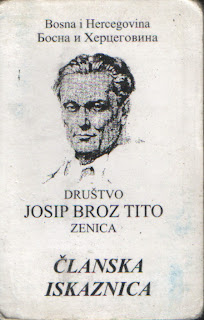 Bosna i Hercegovina
Босна и Херцеговина
DRUŠTVO
JOSIP BROZ TITO
ZENICA
ČLANSKA
ISKAZNICA